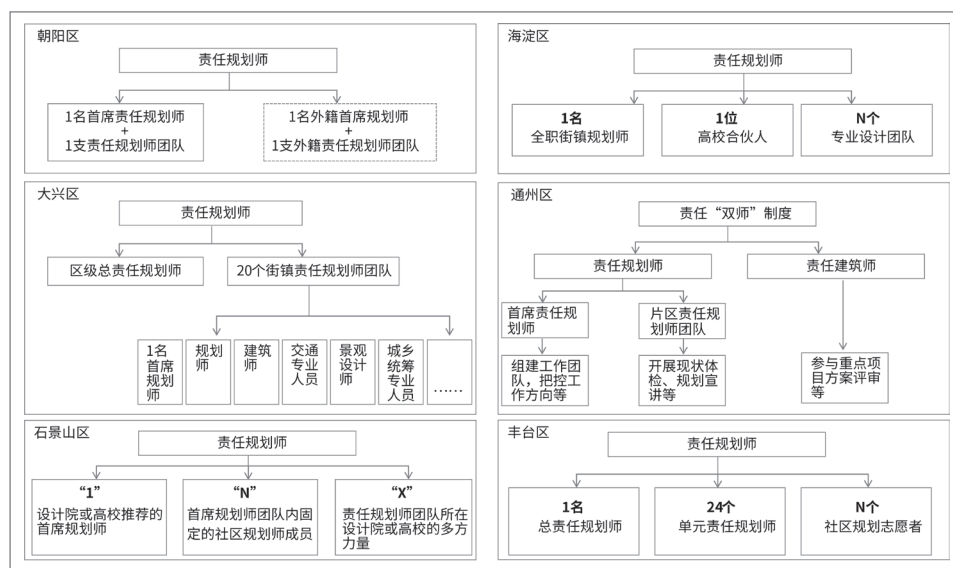 朝阳区
责任规划师
1名首席责任规划师
+
1支责任规划师团队
1名外籍首席规划师
+
1支外籍责任规划师团队
海淀区
责任规划师
1名
全职街镇规划师
1位
高校合伙人
N个
专业设计团队
大兴区
责任规划师
区级总责任规划师
20个街镇责任规划师团队
1名
首席
规划
师
规划
师
建筑
师
交通
专业
人员
景观
设计
师
城乡
统筹
专业
人员
……
通州区
责任“双师”制度
责任规划师
责任建筑师
首席责任规
划师
片区责任规
划师团队
组建工作团
队，把控工
作方向等
开展现状体
检、规划宣
讲等
参与重点项
目方案评审
等
石景山区
责任规划师
“1”
设计院或高校推荐的
首席规划师
“N”
首席规划师团队内固
定的社区规划师成员
“X”
责任规划师团队所在
设计院或高校的多方
力量
丰台区
责任规划师
1名
总责任规划师
24个
单元责任规划师
N个
社区规划志愿者